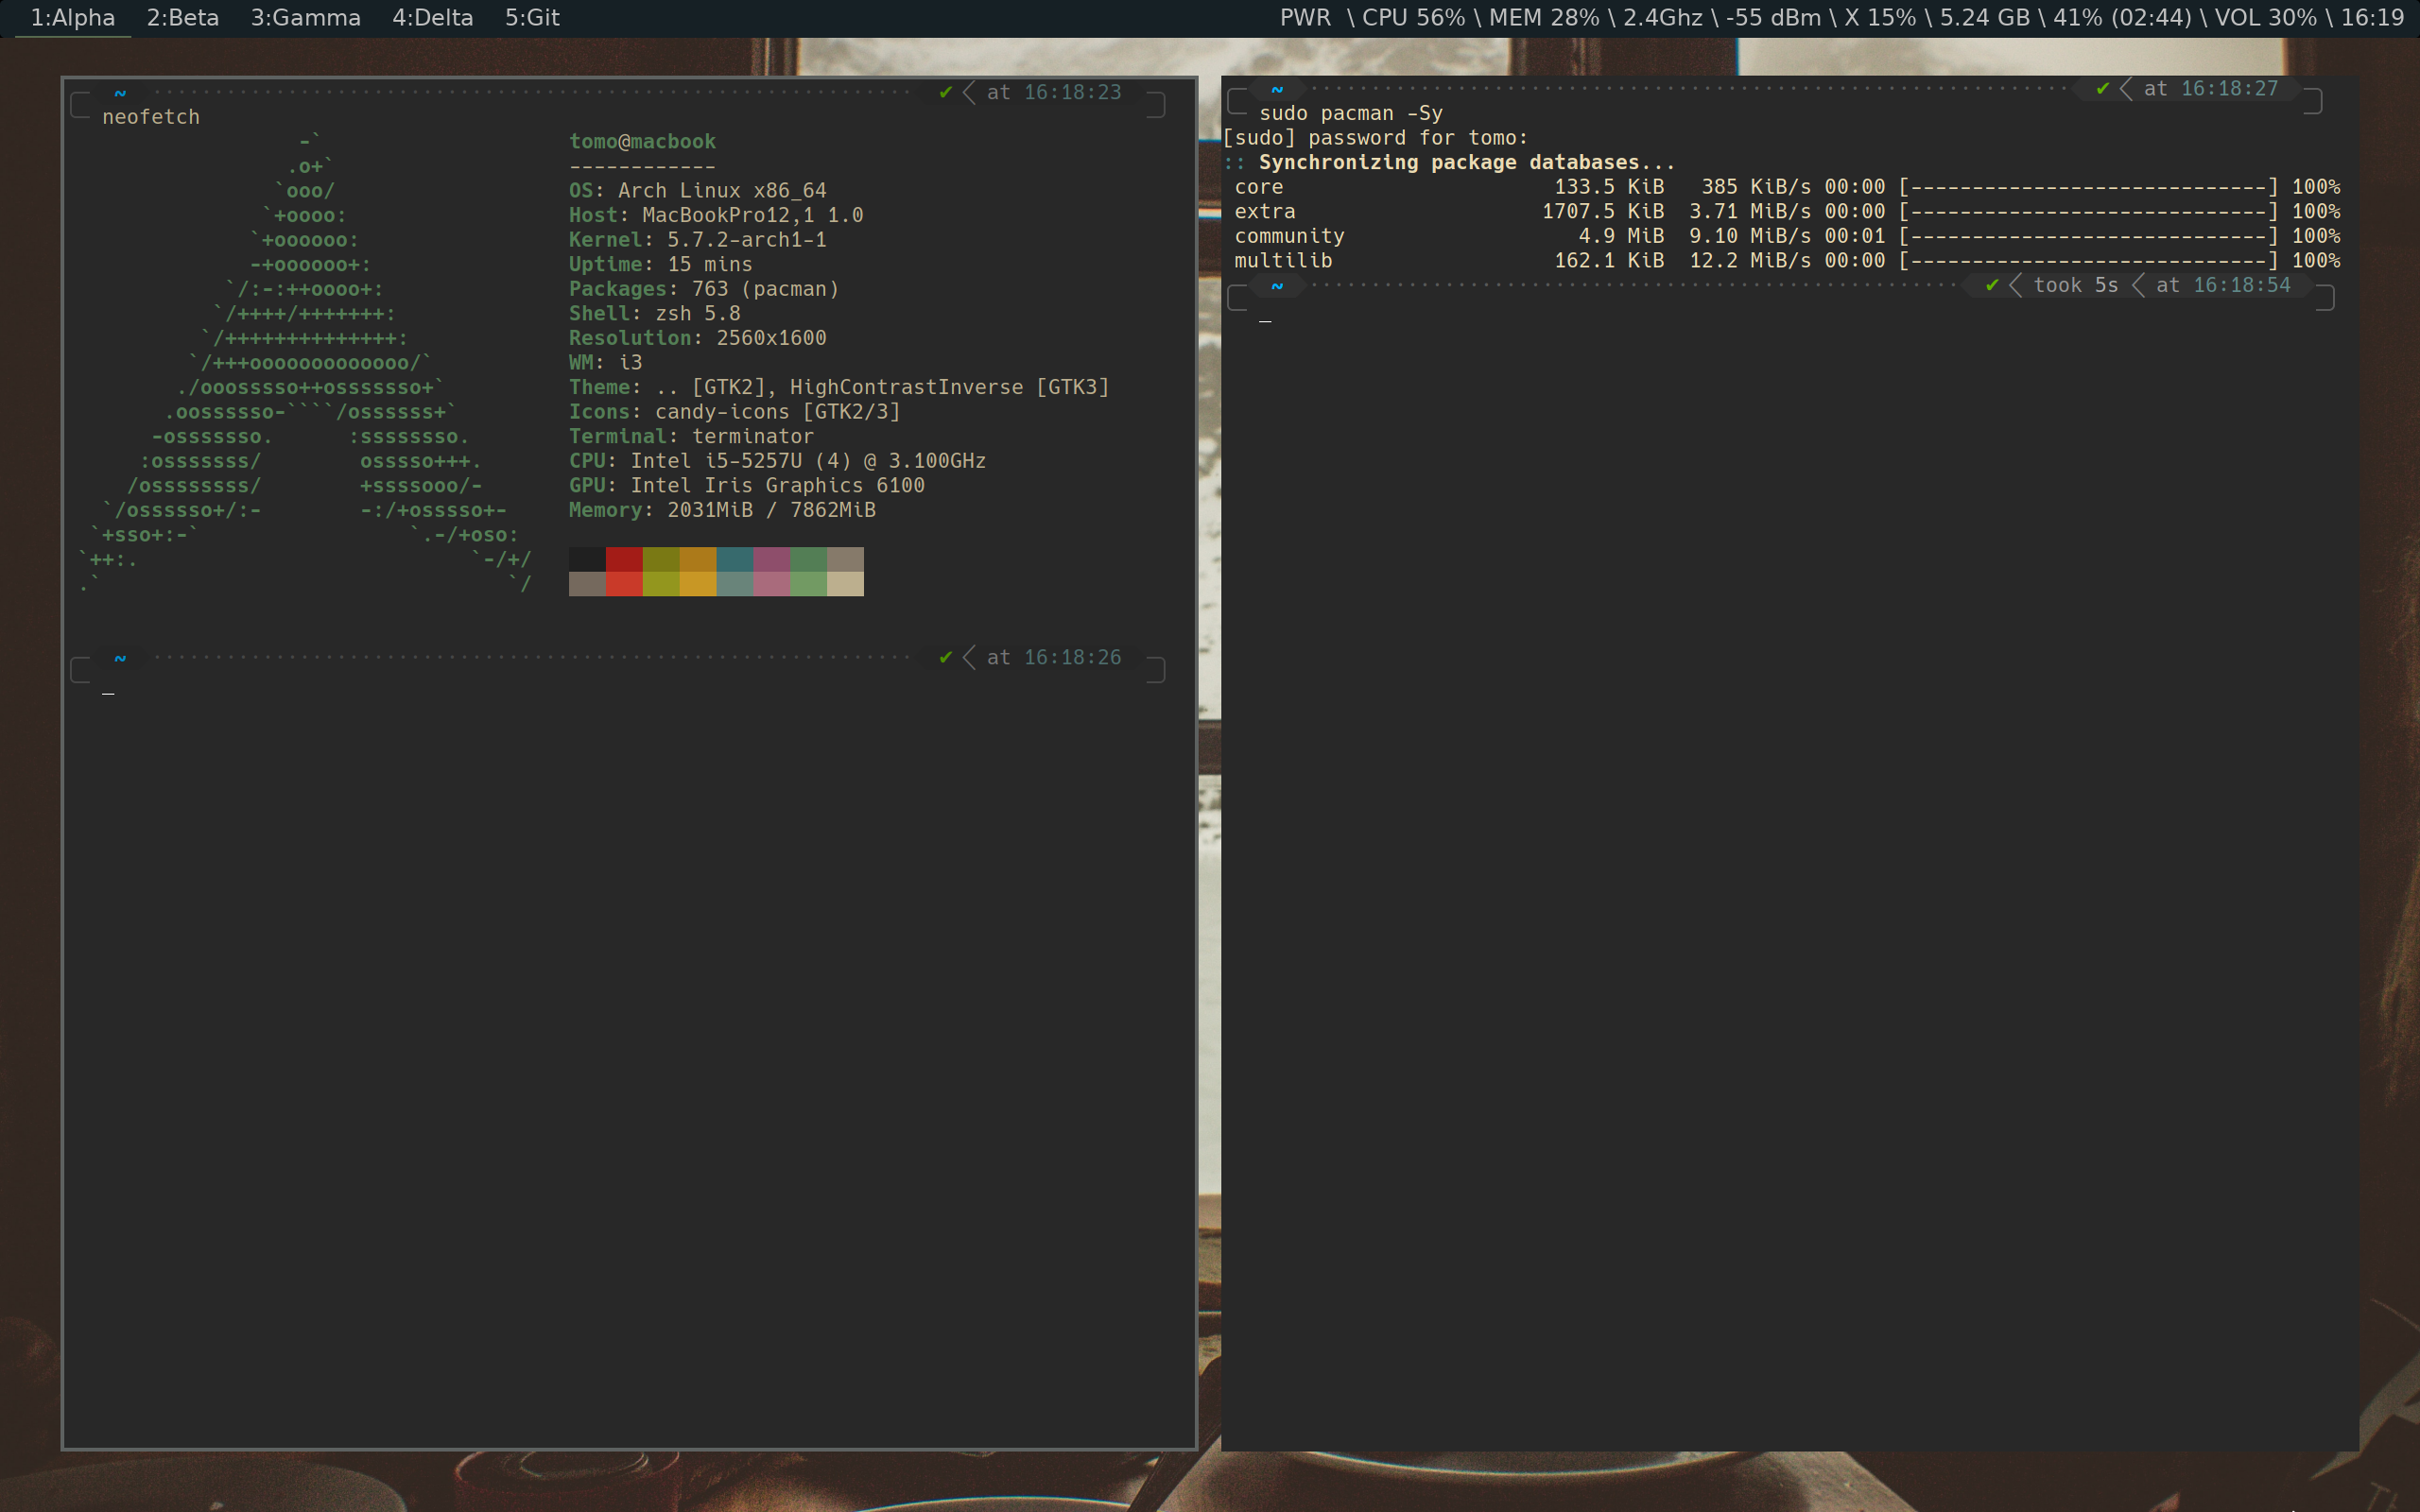 1:Alpha 2:Beta 3:Gamma 4:Delta 5:Git
PWR \ CPU 56% \ MEM 28% \ 2.4Ghz \ -55 dBm \ X 15% \ 5.24 GB \ 41% (02:44) \ VOL 30% \ 16:19
~ ✔ at 16:18:23
neofetch
-`
.o+`
`ooo/
`+oooo:
`+oooooo:
-+oooooo+:
`/:-:++oooo+:
`/++++/+++++++:
`/++++++++++++++:
`/+++ooooooooooooo/`
./ooosssso++osssssso+`
.oossssso-````/ossssss+`
-osssssso. :ssssssso.
:osssssss/ osssso+++.
/ossssssss/ +ssssooo/-
`/ossssso+/:- -:/+osssso+-
`+sso+:-` `.-/+oso:
`++:. `-/+/
.` `/
tomo@macbook
------------
OS: Arch Linux x86_64
Host: MacBookPro12,1 1.0
Kernel: 5.7.2-arch1-1
Uptime: 15 mins
Packages: 763 (pacman)
Shell: zsh 5.8
Resolution: 2560x1600
WM: i3
Theme: .. [GTK2], HighContrastInverse [GTK3]
Icons: candy-icons [GTK2/3]
Terminal: terminator
CPU: Intel i5-5257U (4) @ 3.100GHz
GPU: Intel Iris Graphics 6100
Memory: 2031MiB / 7862MiB
~ ✔ at 16:18:26
_
~ ✔ at 16:18:27
sudo pacman -Sy
[sudo] password for tomo:
:: Synchronizing package databases...
core 133.5 KiB 385 KiB/s 00:00 [-----------------------------] 100%
extra 1707.5 KiB 3.71 MiB/s 00:00 [-----------------------------] 100%
community 4.9 MiB 9.10 MiB/s 00:01 [-----------------------------] 100%
multilib 162.1 KiB 12.2 MiB/s 00:00 [-----------------------------] 100%
~ ✔ took 5s at 16:18:54
_